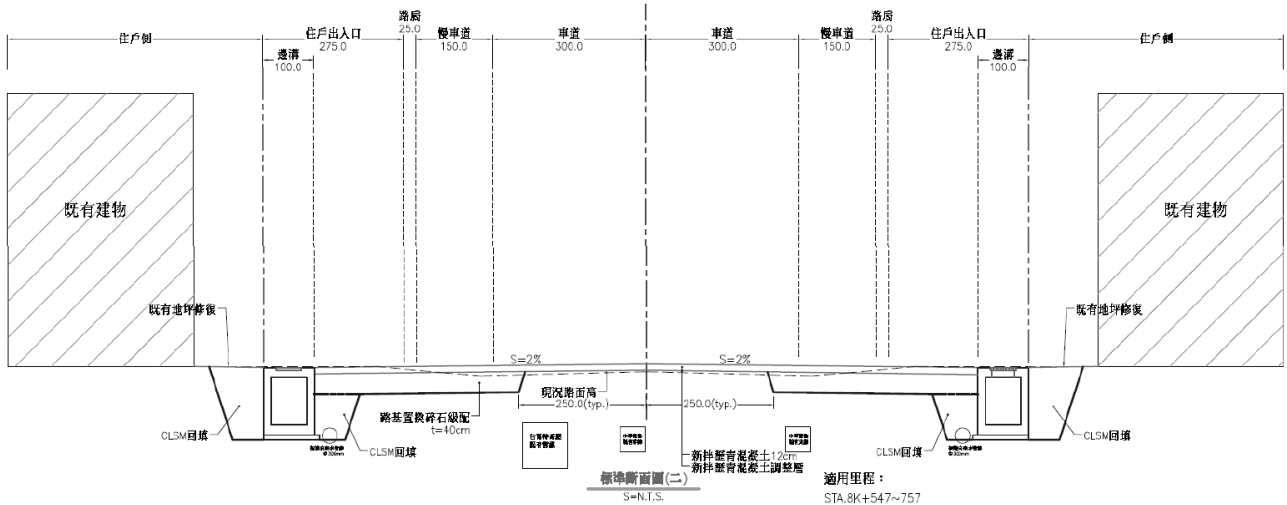 住戶側
住戶出入口
275.0
路肩
25.0
慢車道
150.0
車道
300.0
車道
300.0
慢車道
150.0
路肩
25.0
住戶出入口
275.0
住戶側
邊溝
100.0
邊溝
100.0
既有建物
既有建物
既有地坪修復
既有地坪修復
S=2%
S=2%
現況路面高
250.0(typ.)
250.0(typ.)
路基置換碎石級配
t=40cm
CLSM回填
CLSM回填
CLSM回填
CLSM回填
Φ300mm
Φ300mm
新拌瀝青混凝土12cm
新拌瀝青混凝土調整層
標準斷面圖(二)
S=N.T.S.
適用里程：
STA.8K+547~757